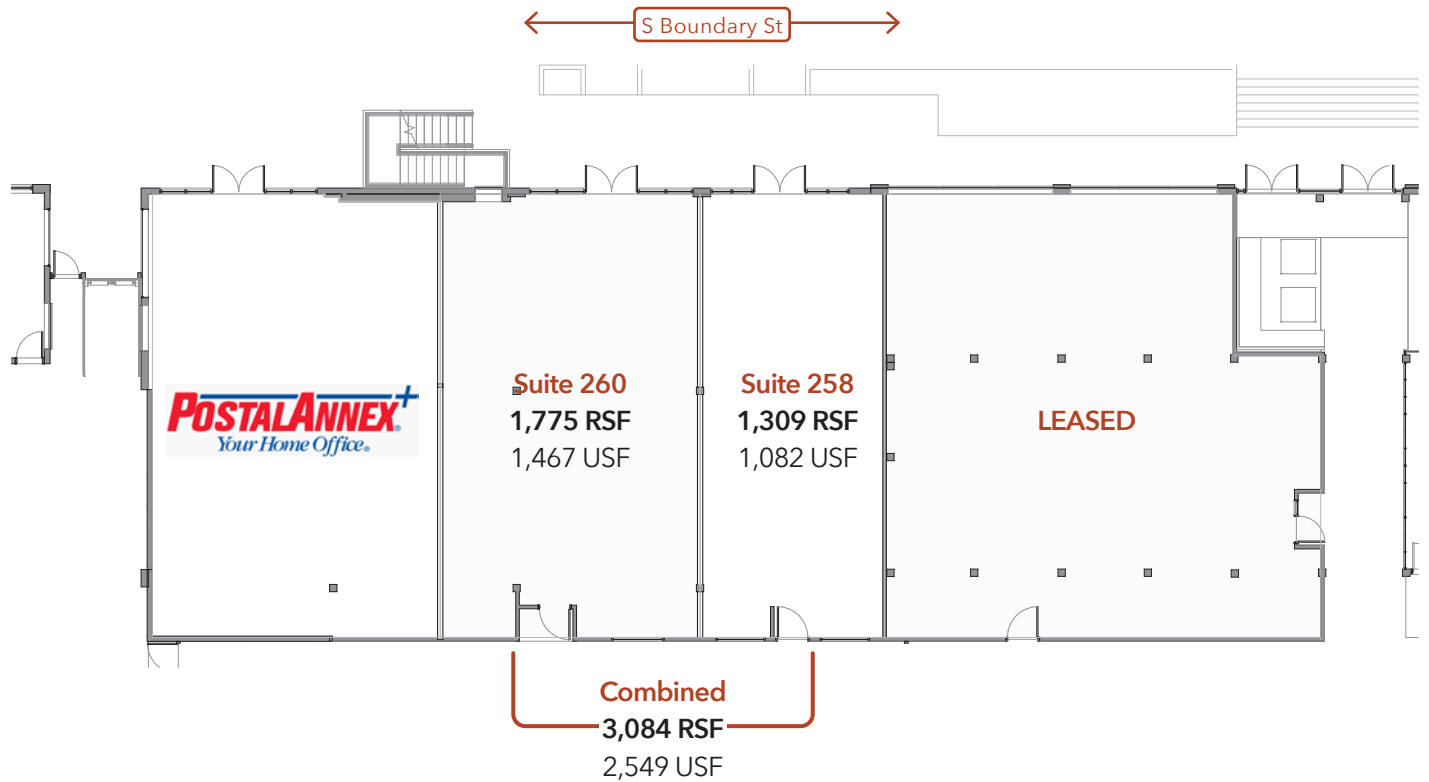 S Boundary St
POSTALANNEX+®
Your Home Office®
Suite 260
1,775 RSF
1,467 USF
Suite 258
1,309 RSF
1,082 USF
LEASED
Combined
3,084 RSF
2,549 USF